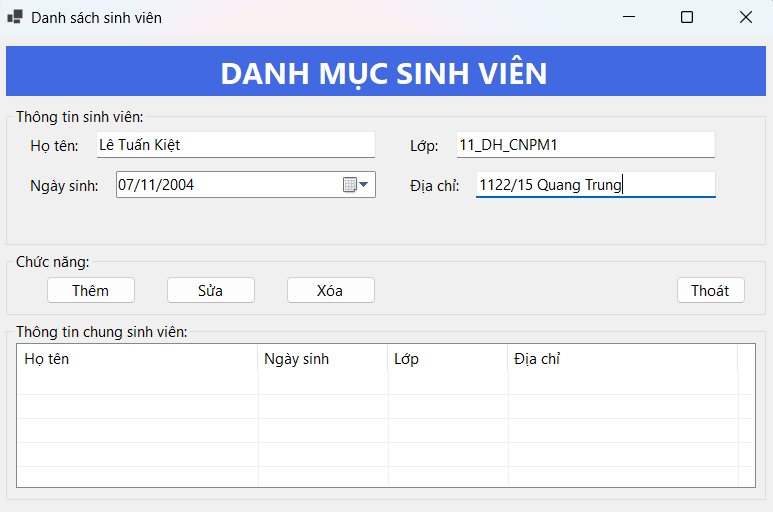 Danh sách sinh viên
DANH MỤC SINH VIÊN
Thông tin sinh viên:
Họ tên: Lê Tuấn Kiệt Lớp: 11_DH_CNPM1
Ngày sinh: 07/11/2004 Địa chỉ: 1122/15 Quang Trung
Chức năng:
Thêm Sửa Xóa Thoát
Thông tin chung sinh viên:
Họ tên Ngày sinh Lớp Địa chỉ